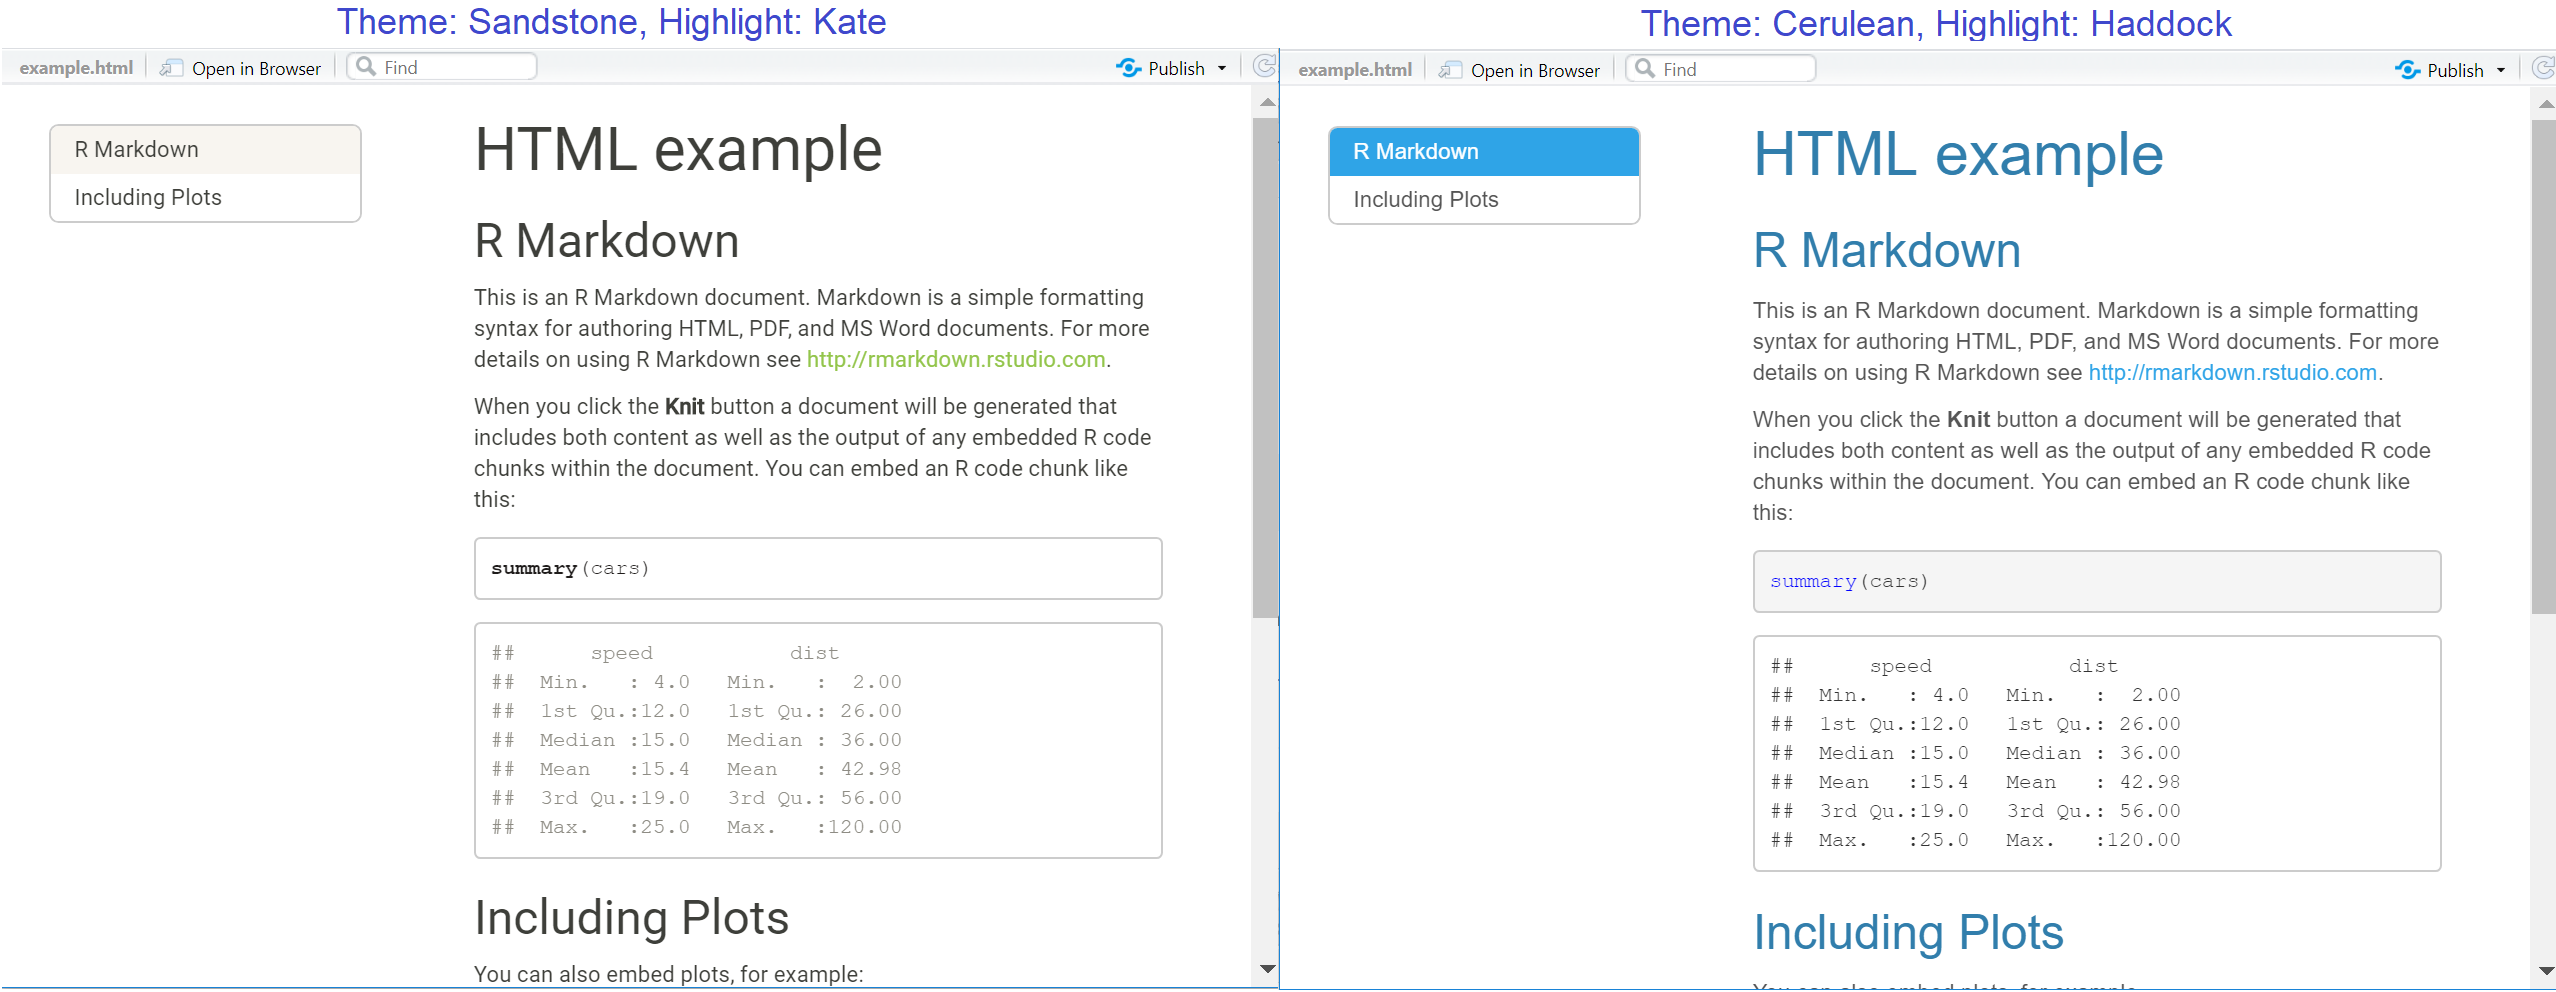 Theme: Sandstone, Highlight: Kate
example.html Open in Browser Find Publish
R Markdown
Including Plots
HTML example
R Markdown
This is an R Markdown document. Markdown is a simple formatting
syntax for authoring HTML, PDF, and MS Word documents. For more
details on using R Markdown see http://rmarkdown.rstudio.com.
When you click the Knit button a document will be generated that
includes both content as well as the output of any embedded R code
chunks within the document. You can embed an R code chunk like
this:
summary(cars)
##      speed           dist
##  Min.   : 4.0   Min.   :  2.00
##  1st Qu.:12.0   1st Qu.: 26.00
##  Median :15.0   Median : 36.00
##  Mean   :15.4   Mean   : 42.98
##  3rd Qu.:19.0   3rd Qu.: 56.00
##  Max.   :25.0   Max.   :120.00
Including Plots
You can also embed plots, for example:
Theme: Cerulean, Highlight: Haddock
example.html Open in Browser Find Publish
R Markdown
Including Plots
HTML example
R Markdown
This is an R Markdown document. Markdown is a simple formatting
syntax for authoring HTML, PDF, and MS Word documents. For more
details on using R Markdown see http://rmarkdown.rstudio.com.
When you click the Knit button a document will be generated that
includes both content as well as the output of any embedded R code
chunks within the document. You can embed an R code chunk like
this:
summary(cars)
##      speed           dist
##  Min.   : 4.0   Min.   :  2.00
##  1st Qu.:12.0   1st Qu.: 26.00
##  Median :15.0   Median : 36.00
##  Mean   :15.4   Mean   : 42.98
##  3rd Qu.:19.0   3rd Qu.: 56.00
##  Max.   :25.0   Max.   :120.00
Including Plots